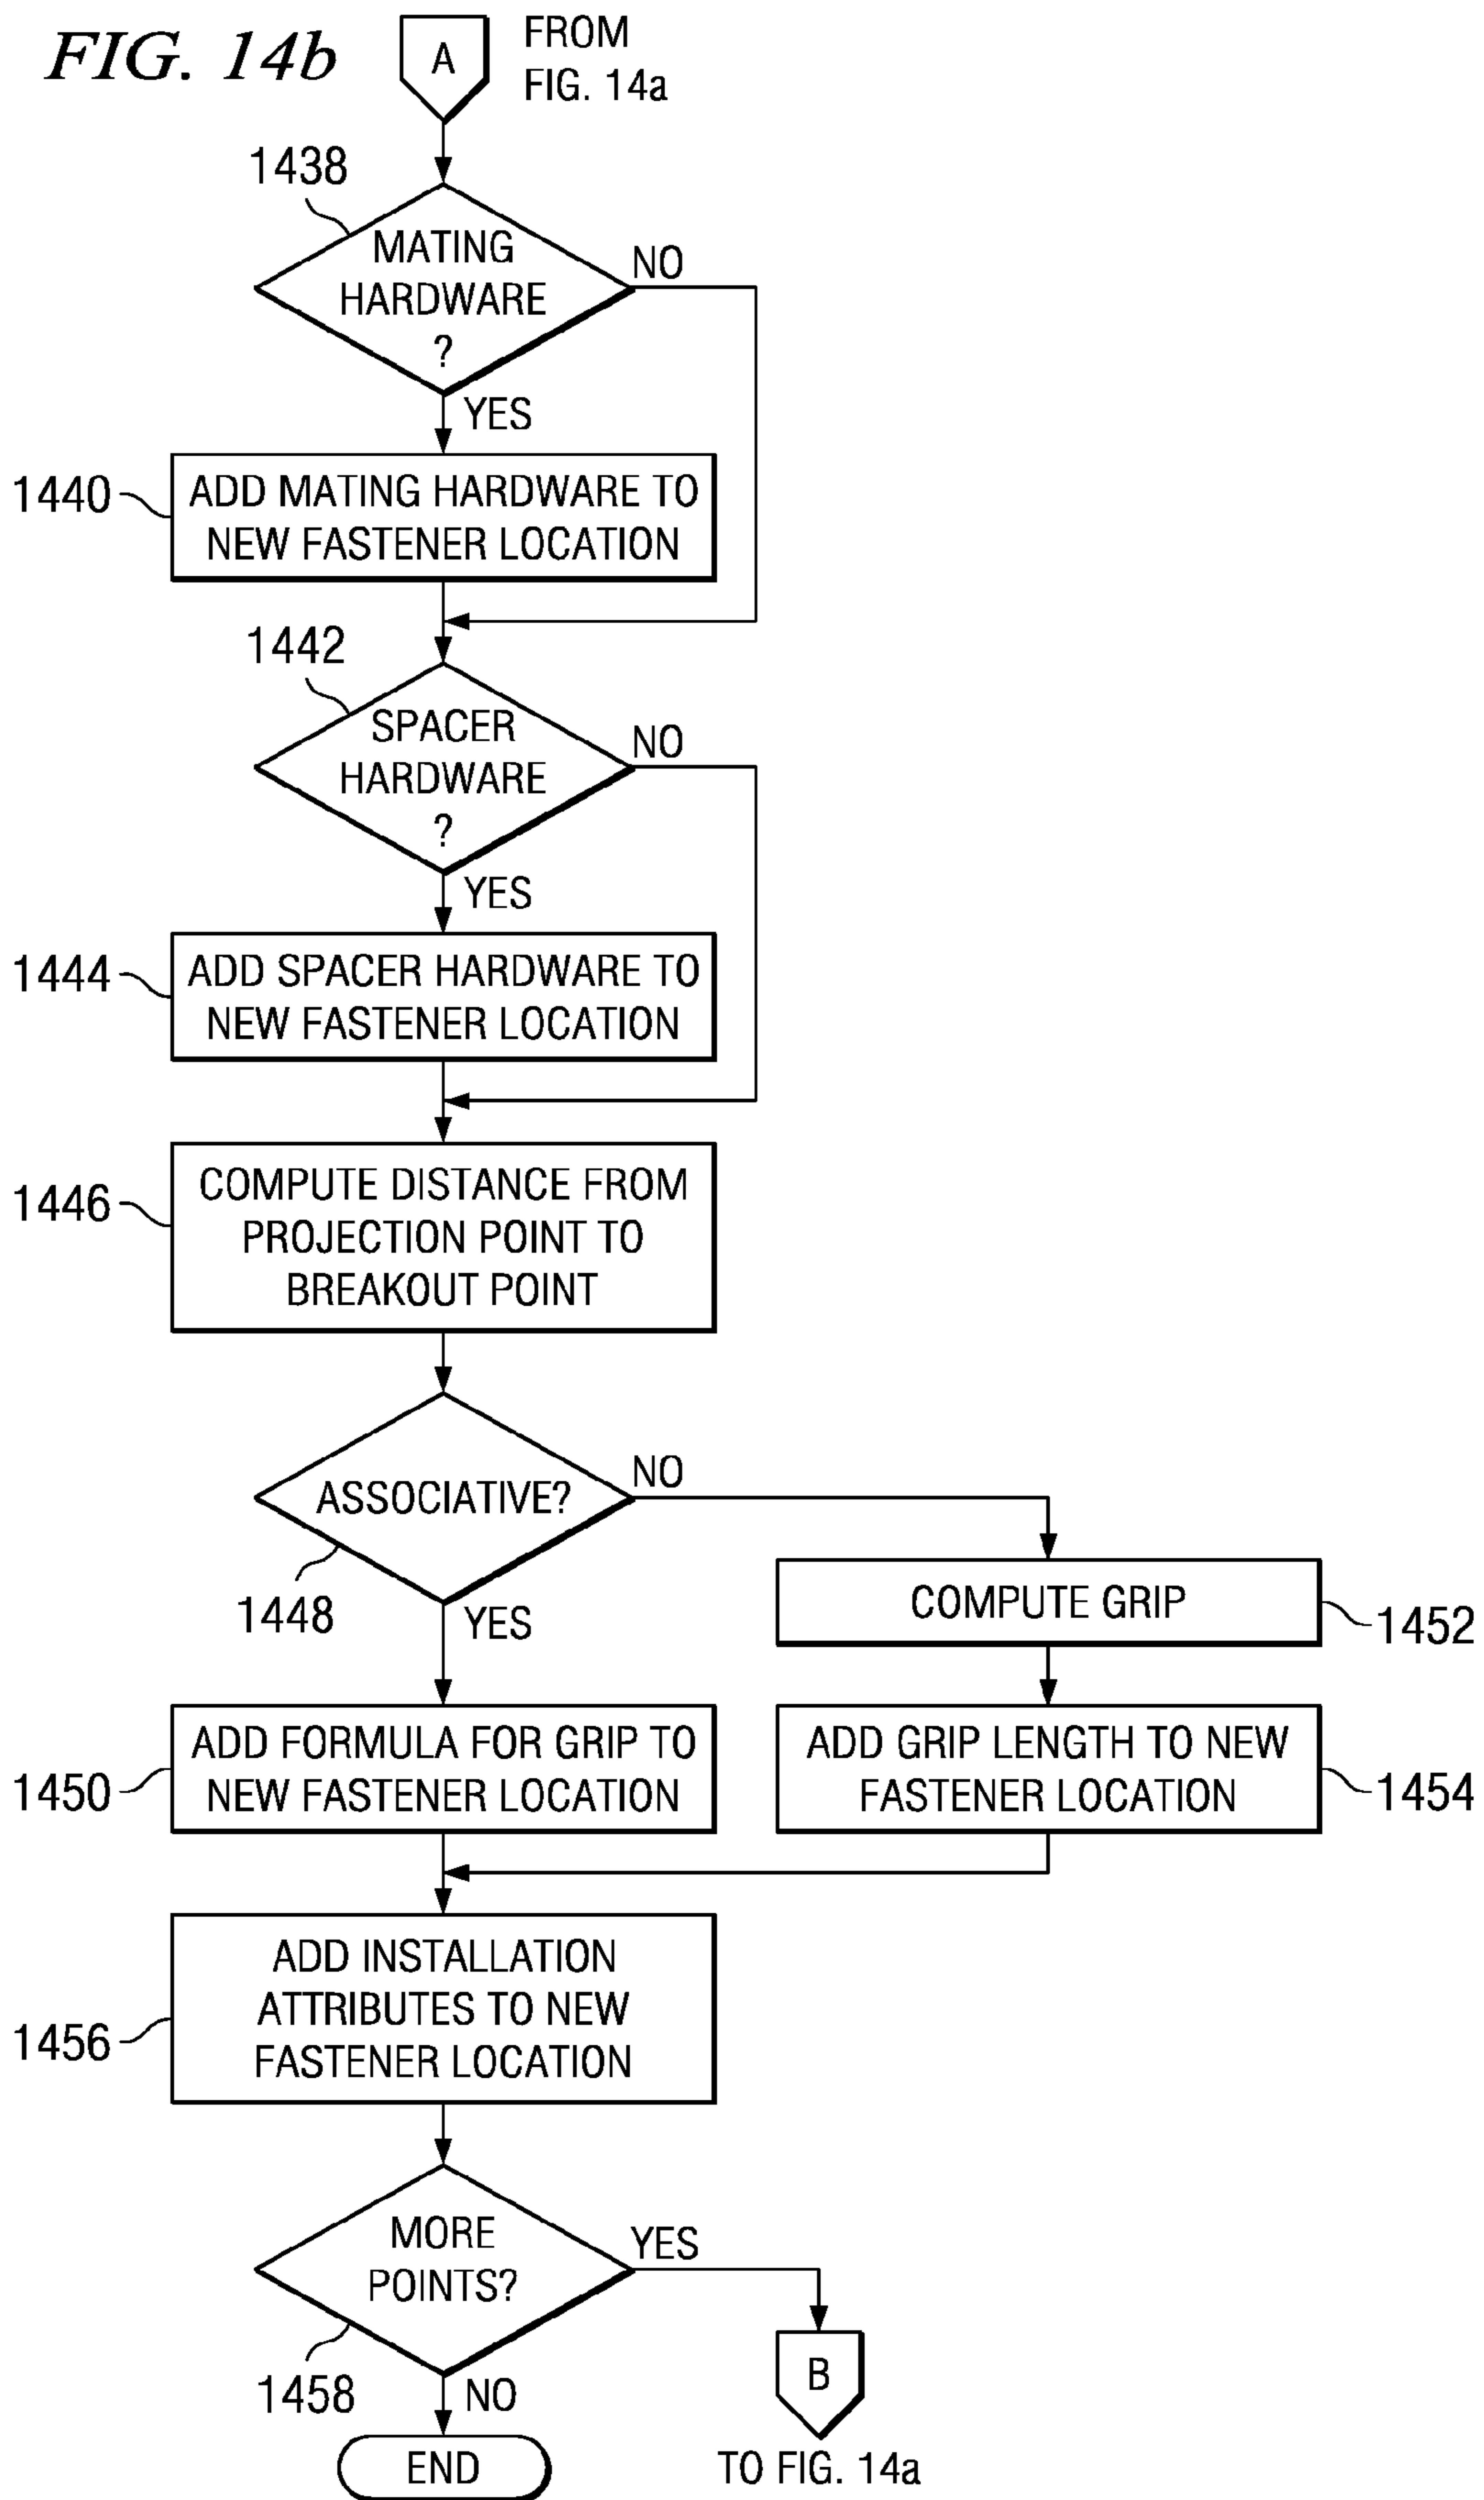 FIG. 14b
A
FROM
FIG. 14a
1438
MATING
HARDWARE
?
NO
YES
1440
ADD MATING HARDWARE TO
NEW FASTENER LOCATION
1442
SPACER
HARDWARE
?
NO
YES
1444
ADD SPACER HARDWARE TO
NEW FASTENER LOCATION
1446
COMPUTE DISTANCE FROM
PROJECTION POINT TO
BREAKOUT POINT
ASSOCIATIVE?
NO
1448
YES
COMPUTE GRIP
1452
1450
ADD FORMULA FOR GRIP TO
NEW FASTENER LOCATION
ADD GRIP LENGTH TO NEW
FASTENER LOCATION
1454
1456
ADD INSTALLATION
ATTRIBUTES TO NEW
FASTENER LOCATION
MORE
POINTS?
YES
1458
NO
B
END
TO FIG. 14a